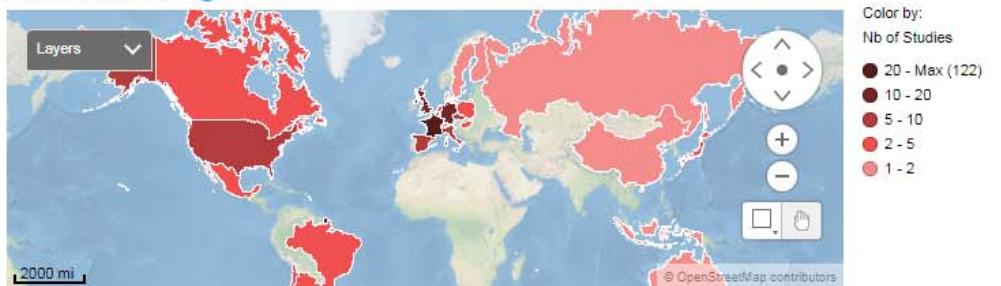 Layers
2000 mi
© OpenStreetMap contributors
Color by:
Nb of Studies
20 - Max (122)
10 - 20
5 - 10
2 - 5
1 - 2